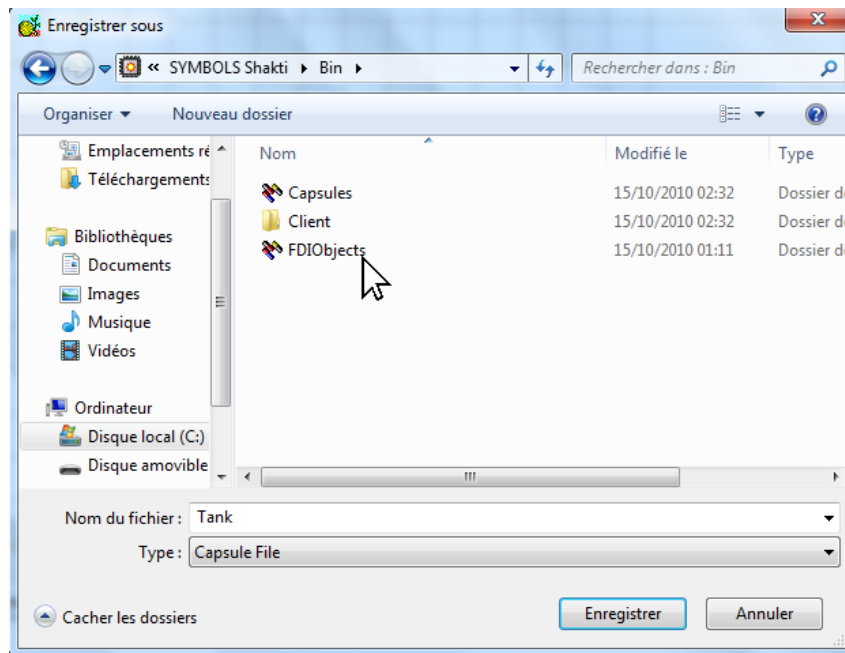 Enregistrer sous
« SYMBOLS Shakti Bin
Rechercher dans : Bin
Organiser Nouveau dossier
Emplacements ré
Téléchargements
Bibliothèques
Documents
Images
Musique
Vidéos
Ordinateur
Disque local (C:)
Disque amovible
Nom Modifié le Type
Capsules 15/10/2010 02:32 Dossier d
Client 15/10/2010 02:32 Dossier d
FDIObjects 15/10/2010 01:11 Dossier d
Nom du fichier : Tank
Type : Capsule File
Cacher les dossiers
Enregistrer Annuler